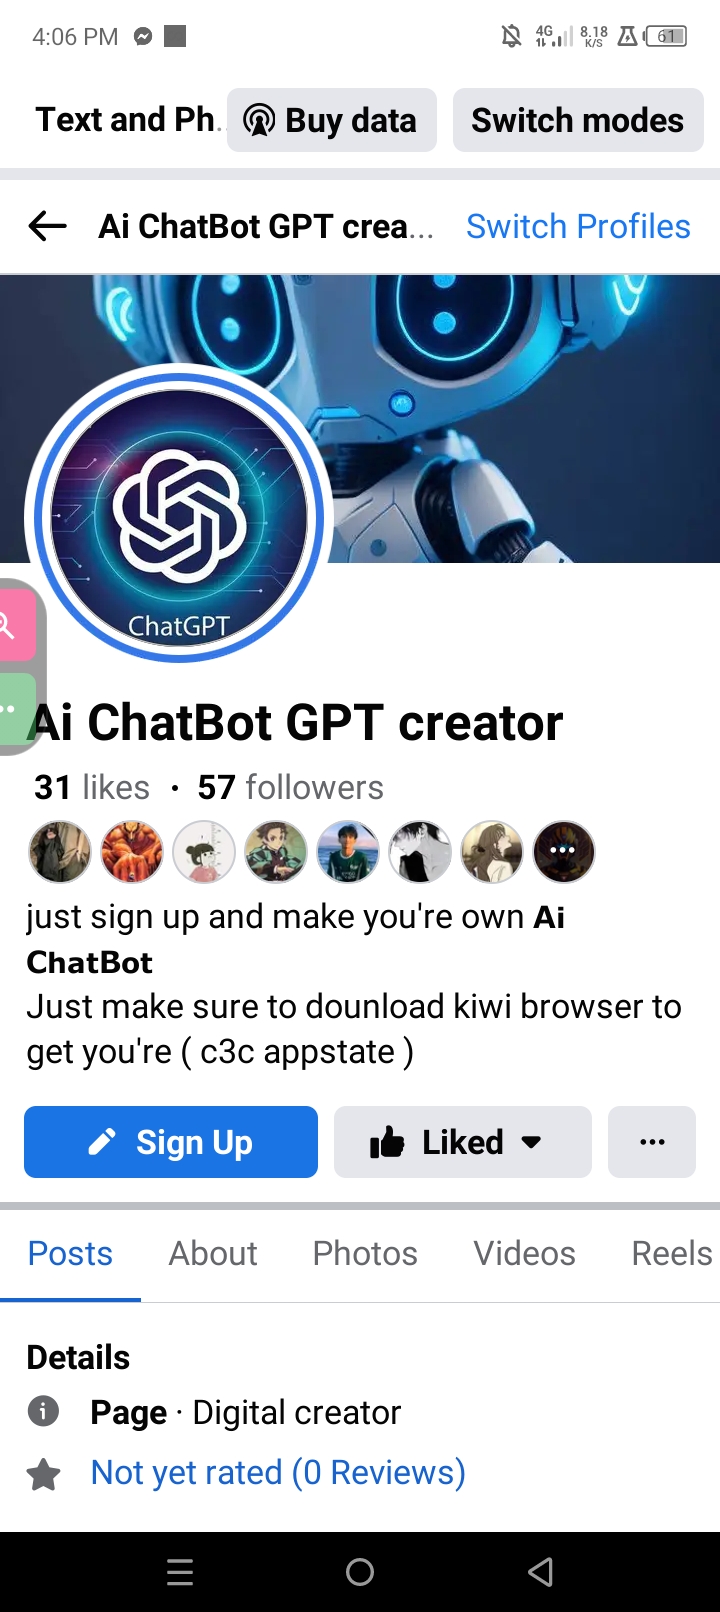 4:06 PM 4G 8.18 K/S 61
Text and Ph... Buy data Switch modes
Ai ChatBot GPT crea... Switch Profiles
ChatGPT
Ai ChatBot GPT creator
31 likes · 57 followers
just sign up and make you're own Ai
ChatBot
Just make sure to dounload kiwi browser to
get you're ( c3c appstate )
Sign Up Liked
Posts About Photos Videos Reels
Details
Page · Digital creator
Not yet rated (0 Reviews)